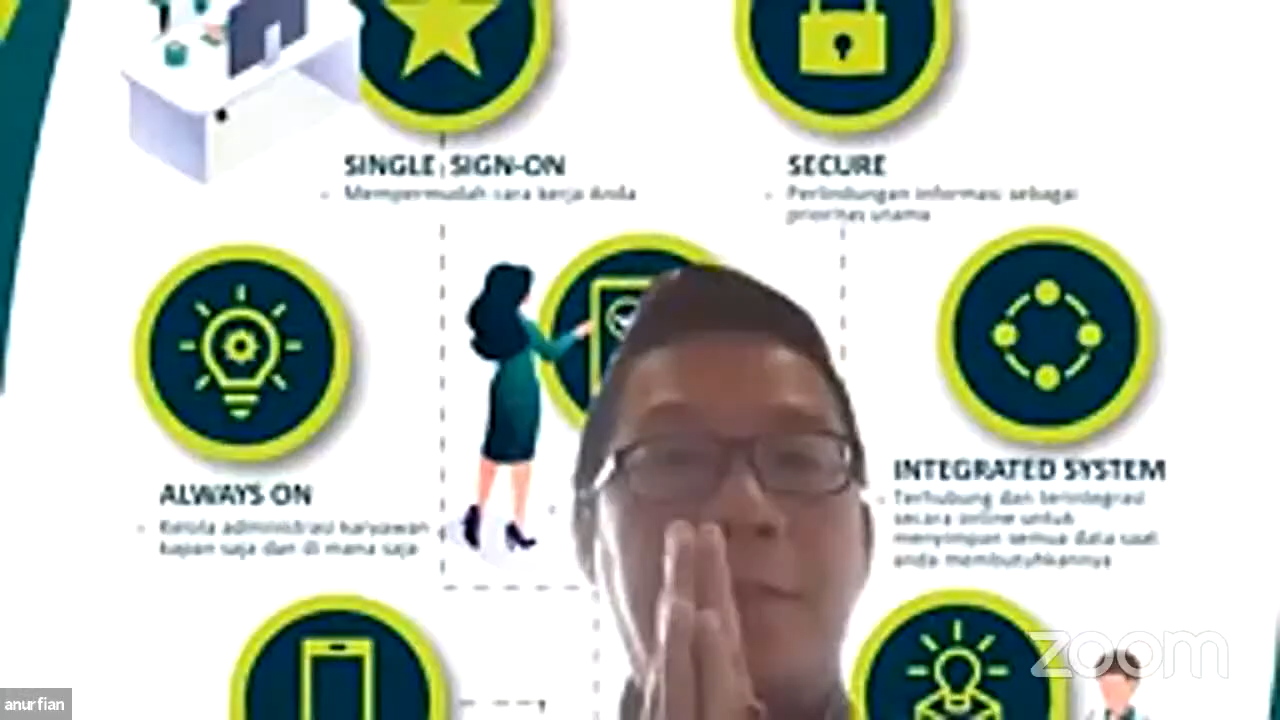 SINGLE SIGN-ON
- Mempermudah cara kerja Anda
SECURE
- Perlindungan informasi sebagai
prioritas utama
ALWAYS ON
- Kelola administrasi karyawan
kapan saja dan di mana saja
INTEGRATED SYSTEM
- Terhubung dan terintegrasi
secara online untuk
menyimpan semua data saat
anda membutuhkannya
zoom
anurfian